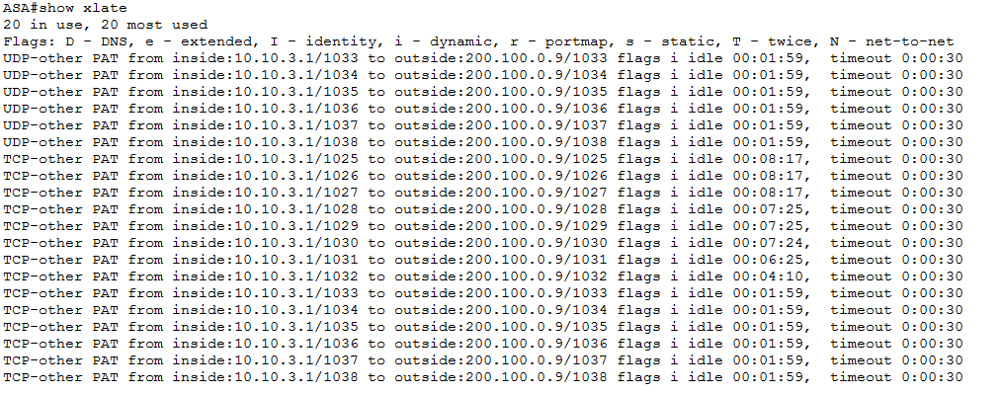 ASA#show xlate
20 in use, 20 most used
Flags: D - DNS, e - extended, I - identity, i - dynamic, r - portmap, s - static, T - twice, N - net-to-net
UDP-other PAT from inside:10.10.3.1/1033 to outside:200.100.0.9/1033 flags i idle 00:01:59, timeout 0:00:30
UDP-other PAT from inside:10.10.3.1/1034 to outside:200.100.0.9/1034 flags i idle 00:01:59, timeout 0:00:30
UDP-other PAT from inside:10.10.3.1/1035 to outside:200.100.0.9/1035 flags i idle 00:01:59, timeout 0:00:30
UDP-other PAT from inside:10.10.3.1/1036 to outside:200.100.0.9/1036 flags i idle 00:01:59, timeout 0:00:30
UDP-other PAT from inside:10.10.3.1/1037 to outside:200.100.0.9/1037 flags i idle 00:01:59, timeout 0:00:30
UDP-other PAT from inside:10.10.3.1/1038 to outside:200.100.0.9/1038 flags i idle 00:01:59, timeout 0:00:30
TCP-other PAT from inside:10.10.3.1/1025 to outside:200.100.0.9/1025 flags i idle 00:08:17, timeout 0:00:30
TCP-other PAT from inside:10.10.3.1/1026 to outside:200.100.0.9/1026 flags i idle 00:08:17, timeout 0:00:30
TCP-other PAT from inside:10.10.3.1/1027 to outside:200.100.0.9/1027 flags i idle 00:08:17, timeout 0:00:30
TCP-other PAT from inside:10.10.3.1/1028 to outside:200.100.0.9/1028 flags i idle 00:07:25, timeout 0:00:30
TCP-other PAT from inside:10.10.3.1/1029 to outside:200.100.0.9/1029 flags i idle 00:07:25, timeout 0:00:30
TCP-other PAT from inside:10.10.3.1/1030 to outside:200.100.0.9/1030 flags i idle 00:07:24, timeout 0:00:30
TCP-other PAT from inside:10.10.3.1/1031 to outside:200.100.0.9/1031 flags i idle 00:06:25, timeout 0:00:30
TCP-other PAT from inside:10.10.3.1/1032 to outside:200.100.0.9/1032 flags i idle 00:04:10, timeout 0:00:30
TCP-other PAT from inside:10.10.3.1/1033 to outside:200.100.0.9/1033 flags i idle 00:01:59, timeout 0:00:30
TCP-other PAT from inside:10.10.3.1/1034 to outside:200.100.0.9/1034 flags i idle 00:01:59, timeout 0:00:30
TCP-other PAT from inside:10.10.3.1/1035 to outside:200.100.0.9/1035 flags i idle 00:01:59, timeout 0:00:30
TCP-other PAT from inside:10.10.3.1/1036 to outside:200.100.0.9/1036 flags i idle 00:01:59, timeout 0:00:30
TCP-other PAT from inside:10.10.3.1/1037 to outside:200.100.0.9/1037 flags i idle 00:01:59, timeout 0:00:30
TCP-other PAT from inside:10.10.3.1/1038 to outside:200.100.0.9/1038 flags i idle 00:01:59, timeout 0:00:30